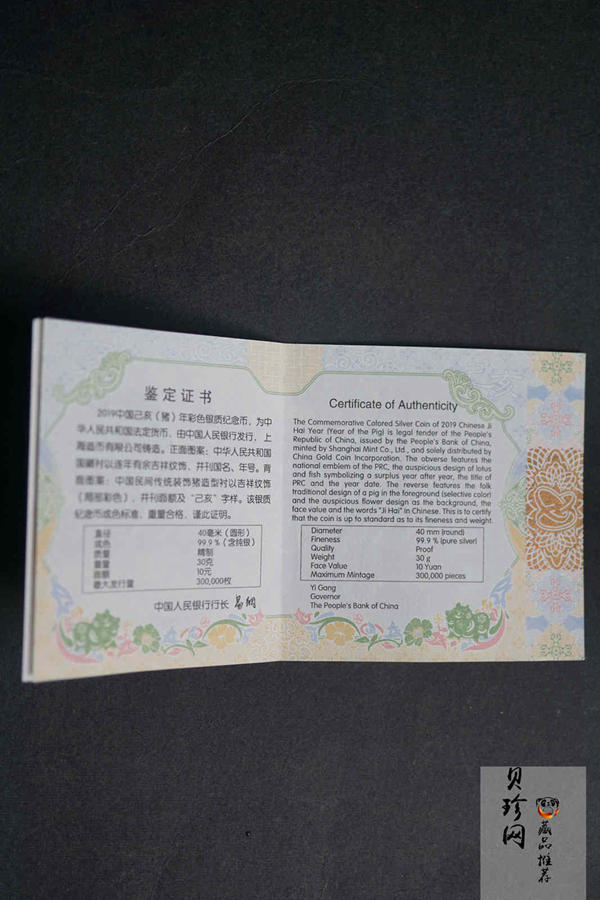 鉴定证书
2019中国己亥（猪）年彩色银质纪念币，为中
华人民共和国法定货币，由中国人民银行发行，上
海造币有限公司铸造。正面图案：中华人民共和国
国徽衬以连年有余吉祥纹饰，并刊国名、年号。背
面图案：中国民间传统装饰猪造型衬以吉祥纹饰
（局部彩色），并刊面额及“己亥”字样。该银质
纪念币成色标准，重量合格，谨此证明。
直径 40毫米（圆形）
成色 99.9%（含纯银）
质量 精制
重量 30克
面额 10元
最大发行量 300,000枚
中国人民银行行长 易纲
Certificate of Authenticity
The Commemorative Colored Silver Coin of 2019 Chinese Ji
Hai Year (Year of the Pig) is legal tender of the People's
Republic of China, issued by the People's Bank of China,
minted by Shanghai Mint Co., Ltd., and solely distributed by
China Gold Coin Incorporation. The obverse features the
national emblem of the PRC, the auspicious design of lotus
and fish symbolizing a surplus year after year, the title of
PRC and the year date. The reverse features the folk
traditional design of a pig in the foreground (selective color)
and the auspicious flower design as the background, the
face value and the words "Ji Hai" in Chinese. This is to certify
that the coin is up to standard as to its fineness and weight.
Diameter 40 mm (round)
Fineness 99.9% (pure silver)
Quality Proof
Weight 30 g
Face Value 10 Yuan
Maximum Mintage 300,000 pieces
Yi Gang
Governor
The People's Bank of China
贝珍网
藏品推荐